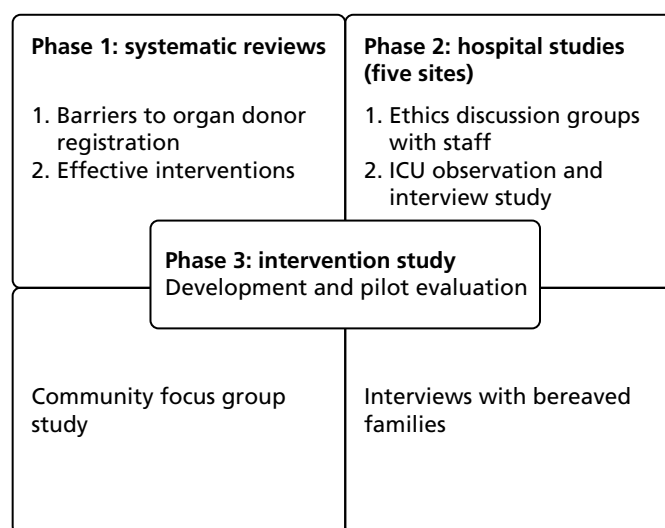 Phase 1: systematic reviews
1. Barriers to organ donor
registration
2. Effective interventions
Phase 2: hospital studies
(five sites)
1. Ethics discussion groups
with staff
2. ICU observation and
interview study
Phase 3: intervention study
Development and pilot evaluation
Community focus group
study
Interviews with bereaved
families